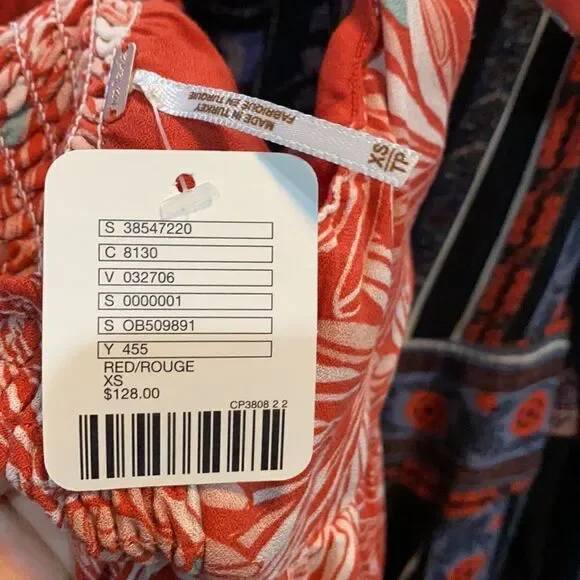 MADE IN TURKEY
FABRIQUÉ EN TURQUIE
XS
TP
S 38547220
C 8130
V 032706
S 0000001
S OB509891
Y 455
RED/ROUGE
XS
$128.00
CP3808 2 2